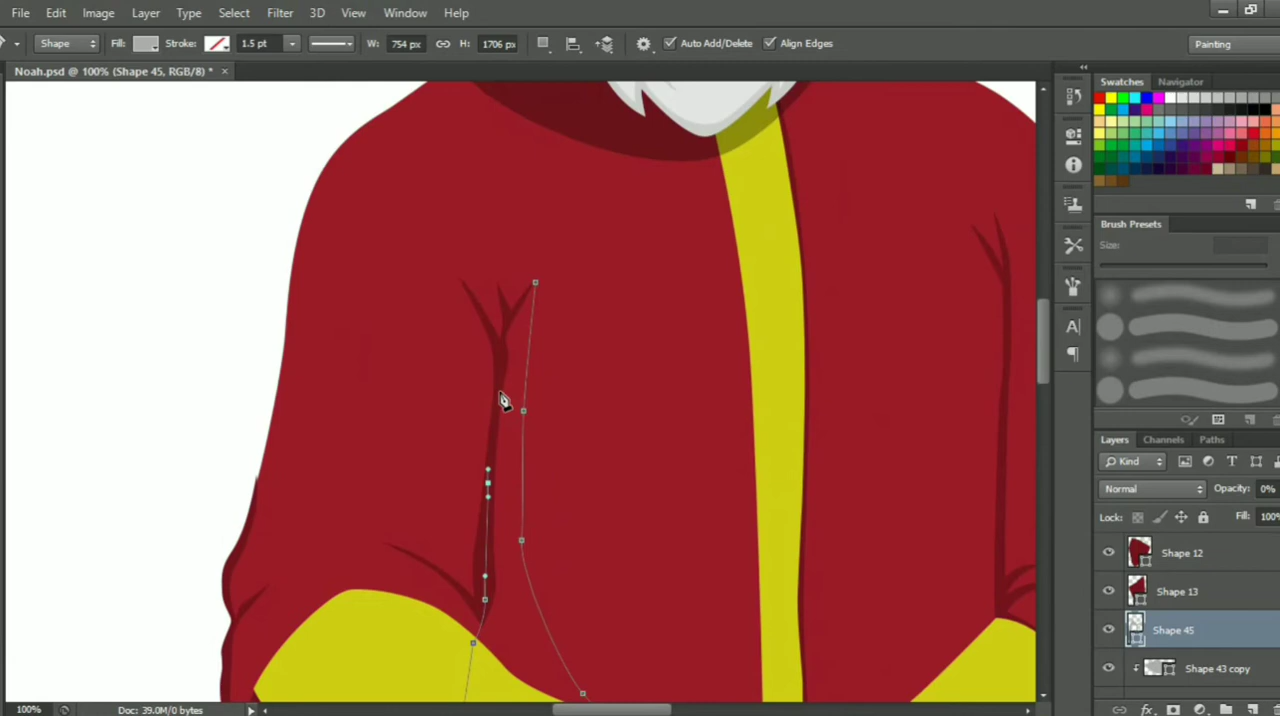 File Edit Image Layer Type Select Filter 3D View Window Help
Shape Fill: Stroke: 1.5 pt W: 754 px H: 1706 px Auto Add/Delete Align Edges Painting
Noah.psd @ 100% (Shape 45, RGB/8) * ×
Swatches Navigator
Brush Presets
Size:
Layers Channels Paths
Kind
Normal Opacity: 0%
Lock: Fill: 100%
Shape 12
Shape 13
Shape 45
Shape 43 copy
100% Doc: 39.0M/0 bytes